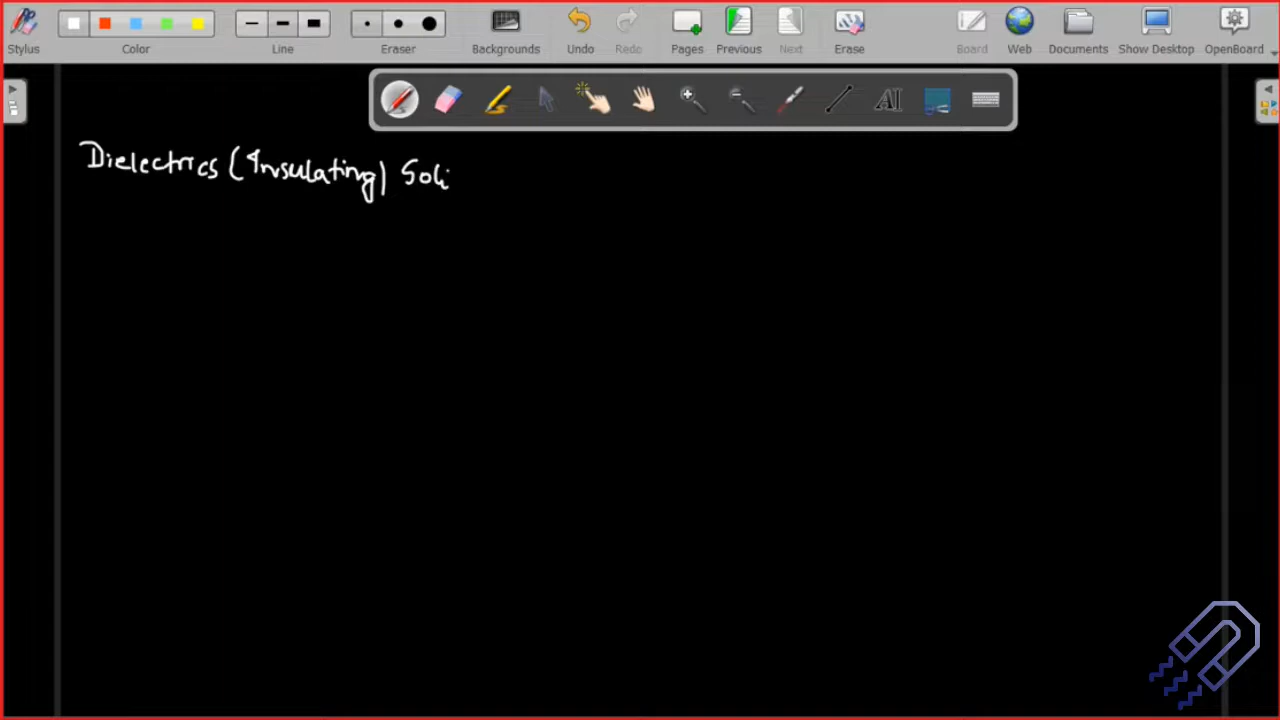 Stylus Color Line Eraser Backgrounds Undo Redo Pages Previous Next Erase Board Web Documents Show Desktop OpenBoard
Dielectrics (Insulating) Soli